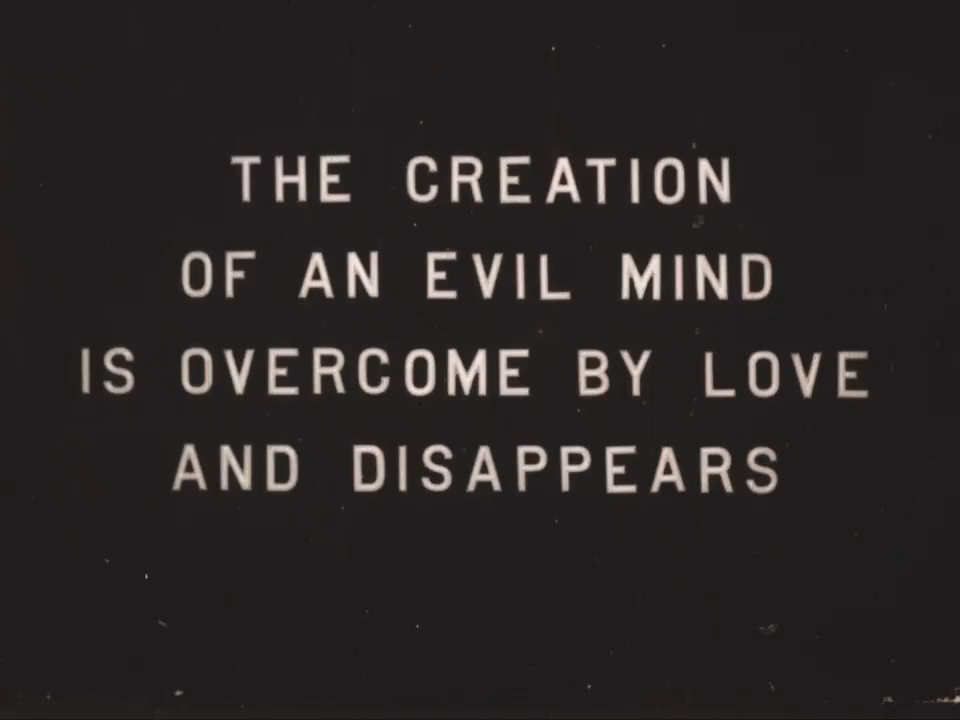 THE CREATION
OF AN EVIL MIND
IS OVERCOME BY LOVE
AND DISAPPEARS